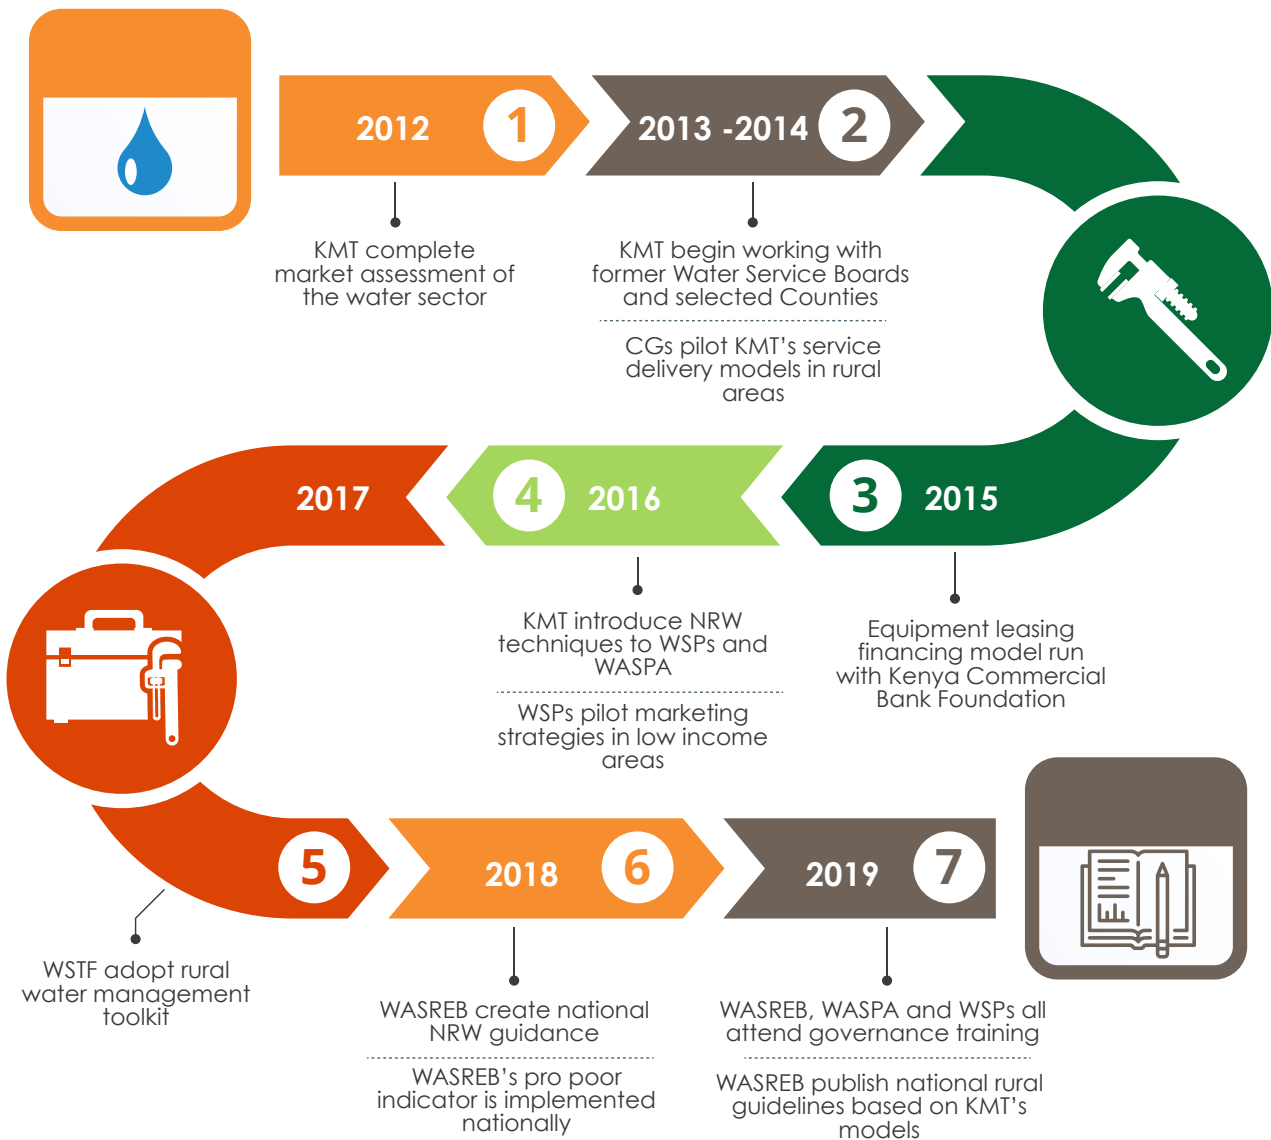 2012
1
KMT complete
market assessment of
the water sector
2013 -2014
2
KMT begin working with
former Water Service Boards
and selected Counties
CGs pilot KMT's service
delivery models in rural
areas
3
2015
Equipment leasing
financing model run
with Kenya Commercial
Bank Foundation
4
2016
KMT introduce NRW
techniques to WSPs and
WASPA
WSPs pilot marketing
strategies in low income
areas
2017
5
WSTF adopt rural
water management
toolkit
2018
6
WASREB create national
NRW guidance
WASREB's pro poor
indicator is implemented
nationally
2019
7
WASREB, WASPA and WSPs all
attend governance training
WASREB publish national rural
guidelines based on KMT's
models